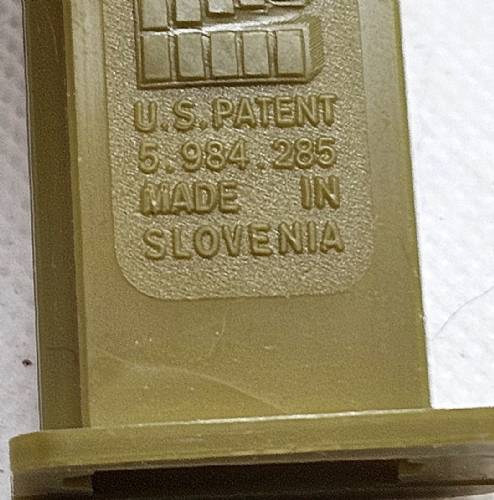 U.S.PATENT
5.984.285
MADE IN
SLOVENIA